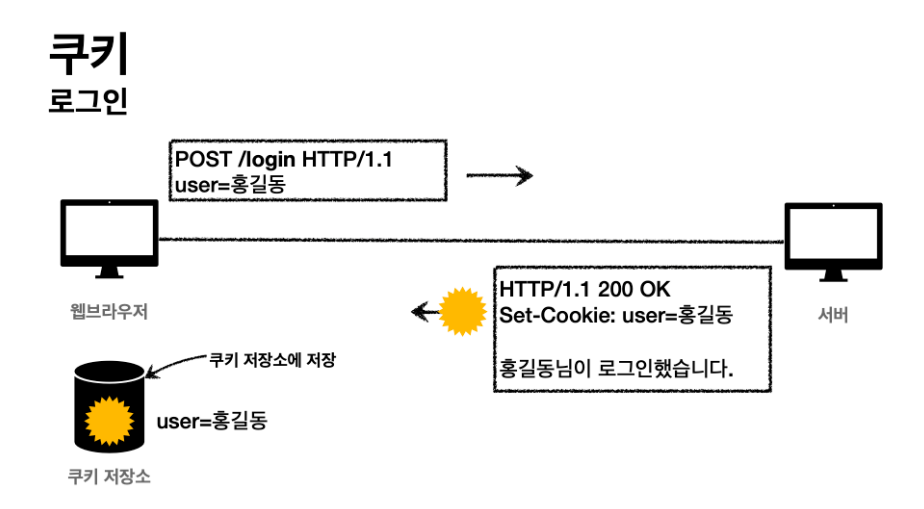 쿠키
로그인
POST /login HTTP/1.1
user=홍길동
웹브라우저
HTTP/1.1 200 OK
Set-Cookie: user=홍길동
홍길동님이 로그인했습니다.
서버
쿠키 저장소에 저장
user=홍길동
쿠키 저장소